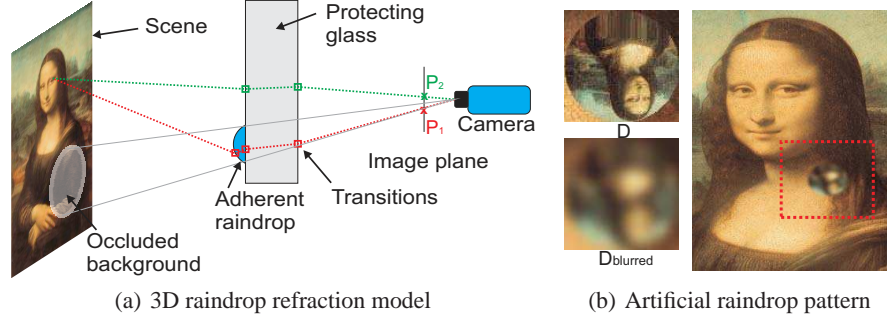 Scene
Protecting
glass
P2
P1
Camera
Image plane
Adherent
raindrop
Transitions
Occluded
background
(a) 3D raindrop refraction model
D
Dblurred
(b) Artificial raindrop pattern